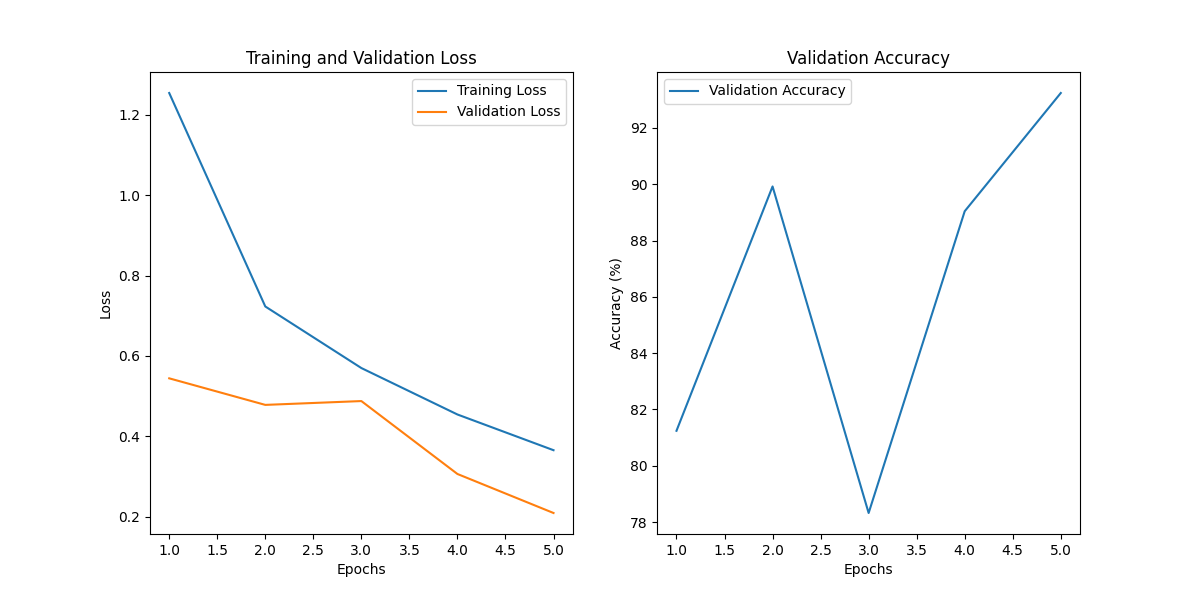 Training and Validation Loss
Training Loss
Validation Loss
1.2
1.0
0.8
0.6
0.4
0.2
Loss
1.0 1.5 2.0 2.5 3.0 3.5 4.0 4.5 5.0
Epochs
Validation Accuracy
Validation Accuracy
92
90
88
86
84
82
80
78
Accuracy (%)
1.0 1.5 2.0 2.5 3.0 3.5 4.0 4.5 5.0
Epochs